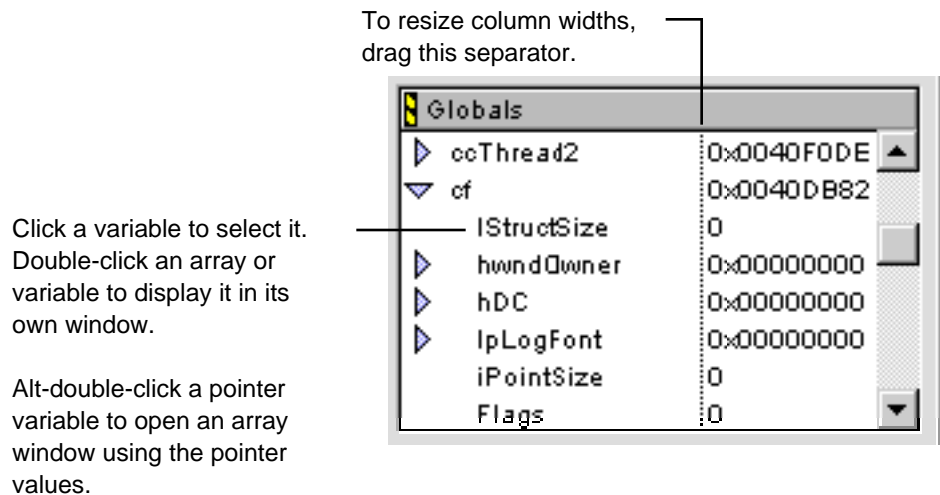 To resize column widths,
drag this separator.
Globals
ccThread2 0x0040F0DE
cf 0x0040DB82
lStructSize 0
hwndOwner 0x00000000
hDC 0x00000000
lpLogFont 0x00000000
iPointSize 0
Flags 0
Click a variable to select it.
Double-click an array or
variable to display it in its
own window.
Alt-double-click a pointer
variable to open an array
window using the pointer
values.